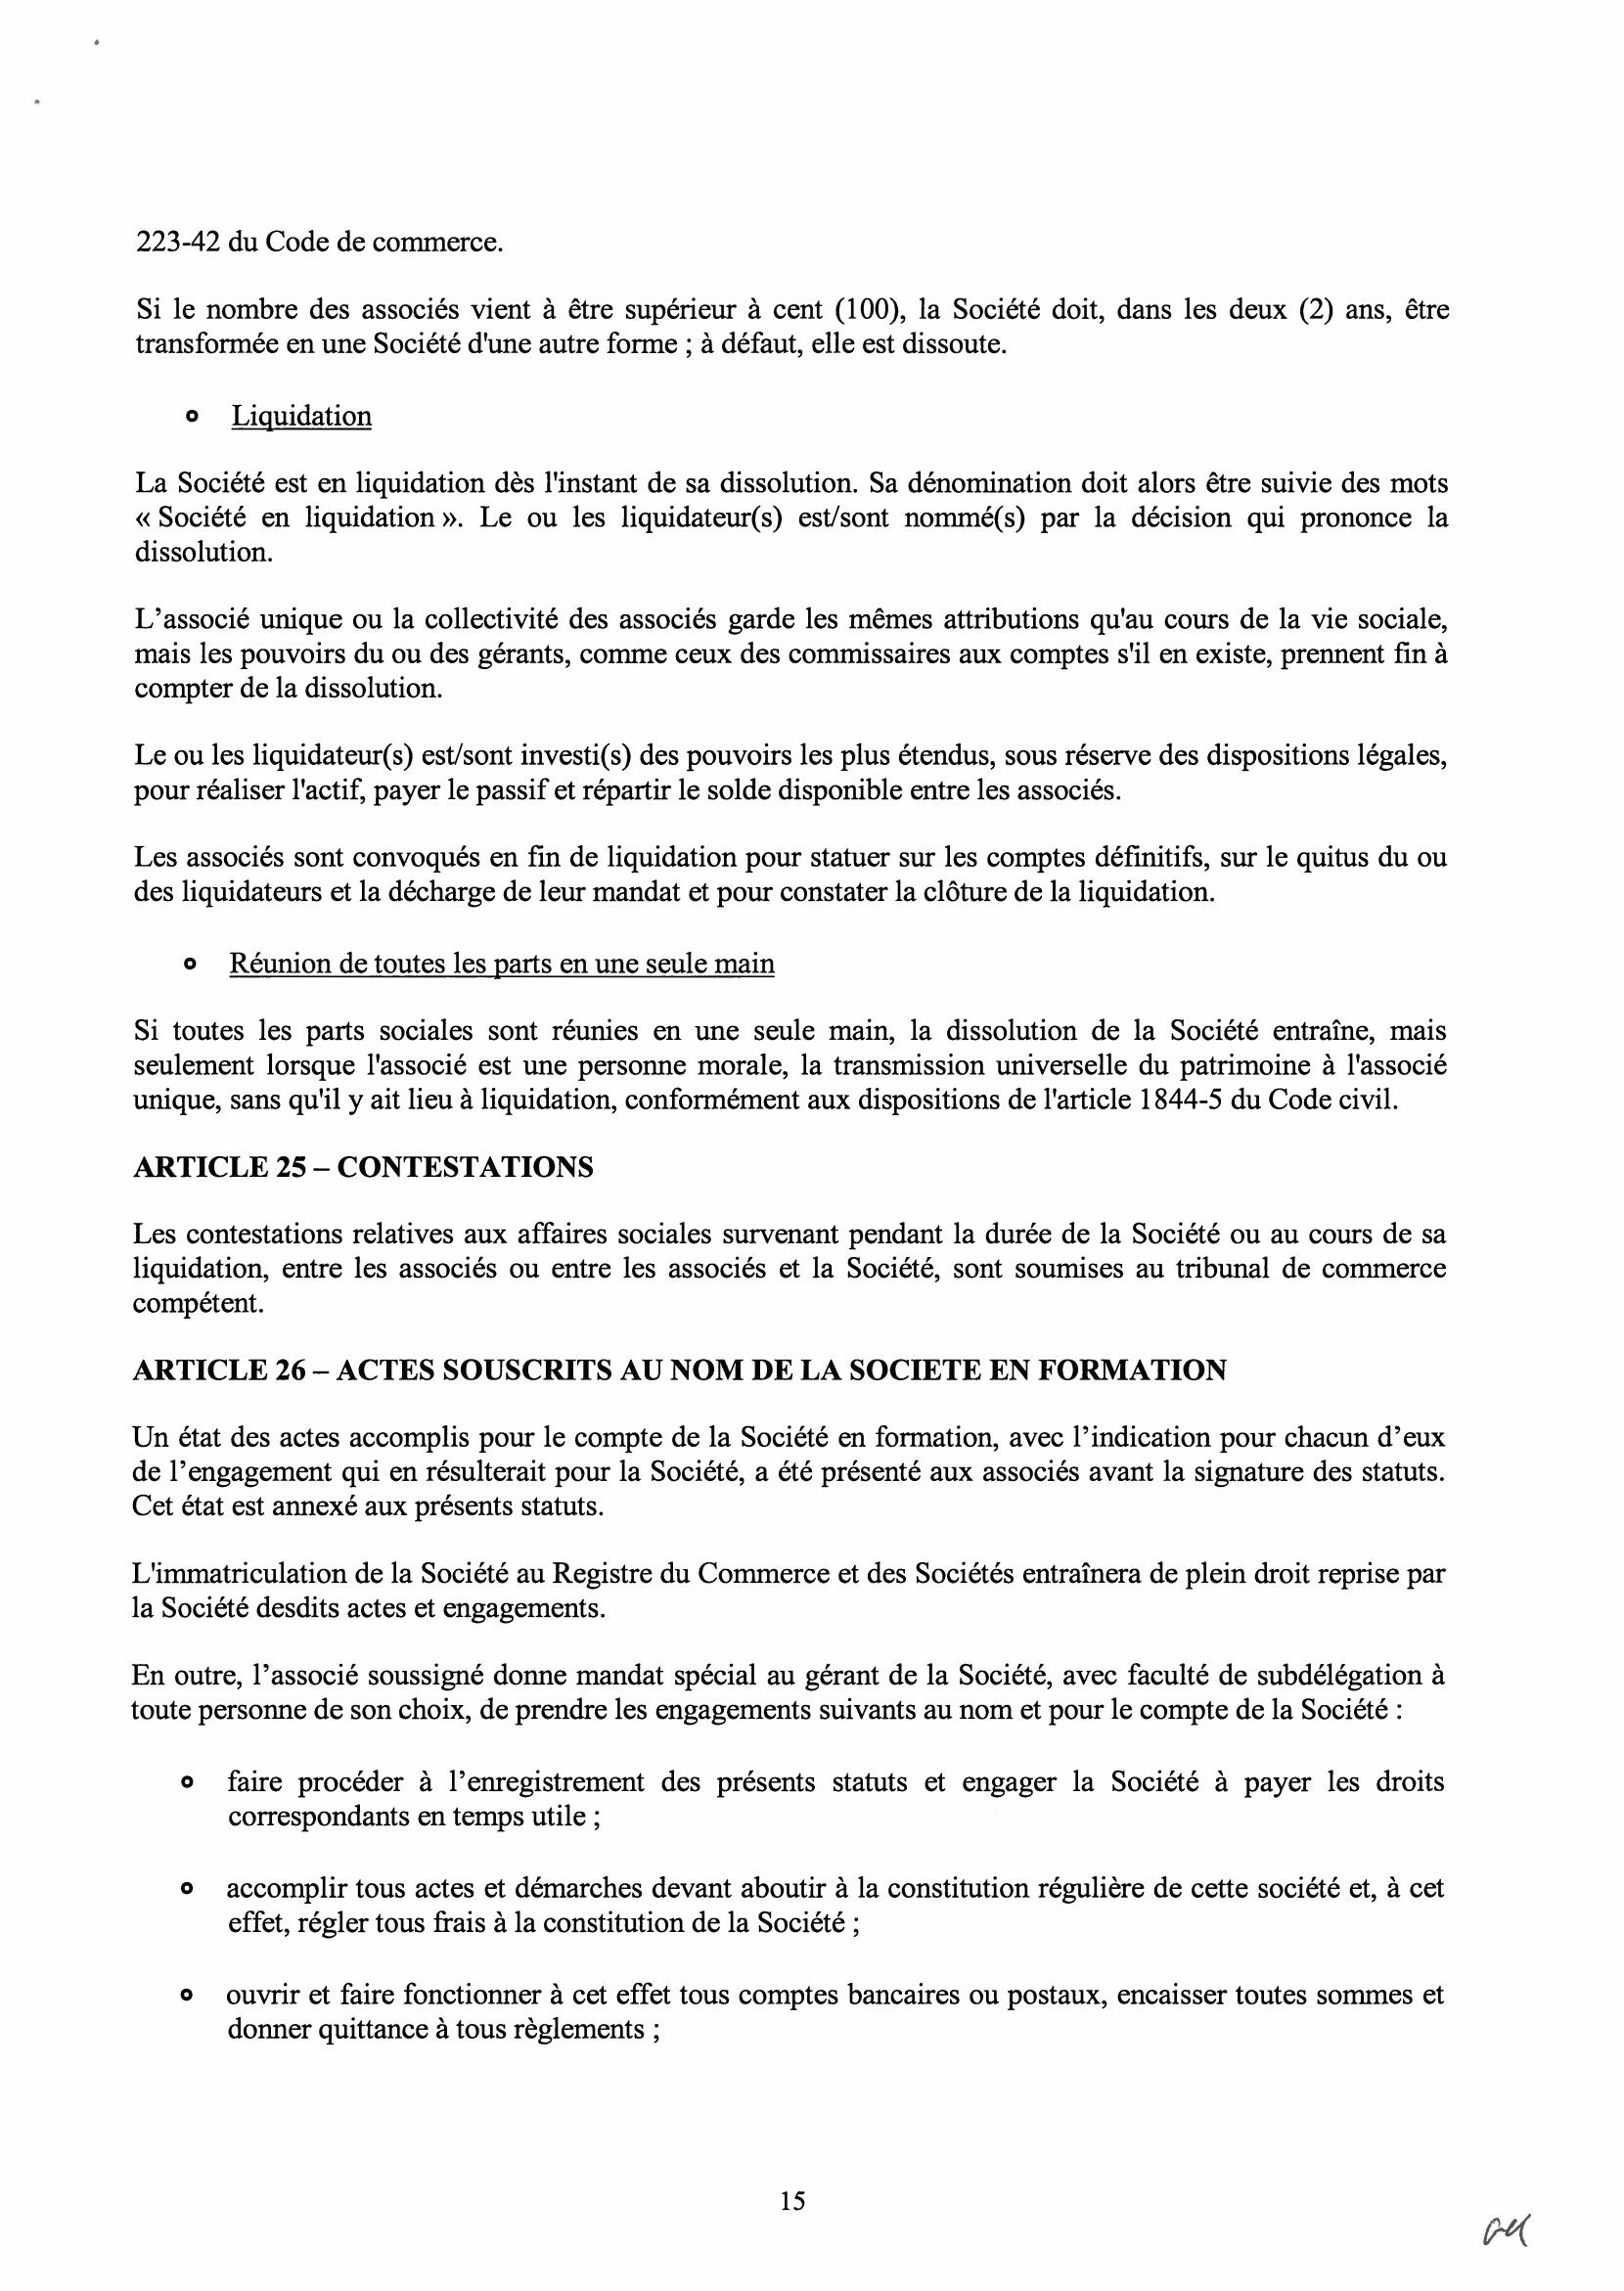 223-42 du Code de commerce.
Si le nombre des associés vient à être supérieur à cent (100), la Société doit, dans les deux (2) ans, être
transformée en une Société d'une autre forme ; à défaut, elle est dissoute.
o Liquidation
La Société est en liquidation dès l'instant de sa dissolution. Sa dénomination doit alors être suivie des mots
« Société en liquidation ». Le ou les liquidateur(s) est/sont nommé(s) par la décision qui prononce la
dissolution.
L’associé unique ou la collectivité des associés garde les mêmes attributions qu'au cours de la vie sociale,
mais les pouvoirs du ou des gérants, comme ceux des commissaires aux comptes s'il en existe, prennent fin à
compter de la dissolution.
Le ou les liquidateur(s) est/sont investi(s) des pouvoirs les plus étendus, sous réserve des dispositions légales,
pour réaliser l'actif, payer le passif et répartir le solde disponible entre les associés.
Les associés sont convoqués en fin de liquidation pour statuer sur les comptes définitifs, sur le quitus du ou
des liquidateurs et la décharge de leur mandat et pour constater la clôture de la liquidation.
o Réunion de toutes les parts en une seule main
Si toutes les parts sociales sont réunies en une seule main, la dissolution de la Société entraîne, mais
seulement lorsque l'associé est une personne morale, la transmission universelle du patrimoine à l'associé
unique, sans qu'il y ait lieu à liquidation, conformément aux dispositions de l'article 1844-5 du Code civil.
ARTICLE 25 – CONTESTATIONS
Les contestations relatives aux affaires sociales survenant pendant la durée de la Société ou au cours de sa
liquidation, entre les associés ou entre les associés et la Société, sont soumises au tribunal de commerce
compétent.
ARTICLE 26 – ACTES SOUSCRITS AU NOM DE LA SOCIETE EN FORMATION
Un état des actes accomplis pour le compte de la Société en formation, avec l’indication pour chacun d’eux
de l’engagement qui en résulterait pour la Société, a été présenté aux associés avant la signature des statuts.
Cet état est annexé aux présents statuts.
L'immatriculation de la Société au Registre du Commerce et des Sociétés entraînera de plein droit reprise par
la Société desdits actes et engagements.
En outre, l’associé soussigné donne mandat spécial au gérant de la Société, avec faculté de subdélégation à
toute personne de son choix, de prendre les engagements suivants au nom et pour le compte de la Société :
o faire procéder à l’enregistrement des présents statuts et engager la Société à payer les droits
correspondants en temps utile ;
o accomplir tous actes et démarches devant aboutir à la constitution régulière de cette société et, à cet
effet, régler tous frais à la constitution de la Société ;
o ouvrir et faire fonctionner à cet effet tous comptes bancaires ou postaux, encaisser toutes sommes et
donner quittance à tous règlements ;
15